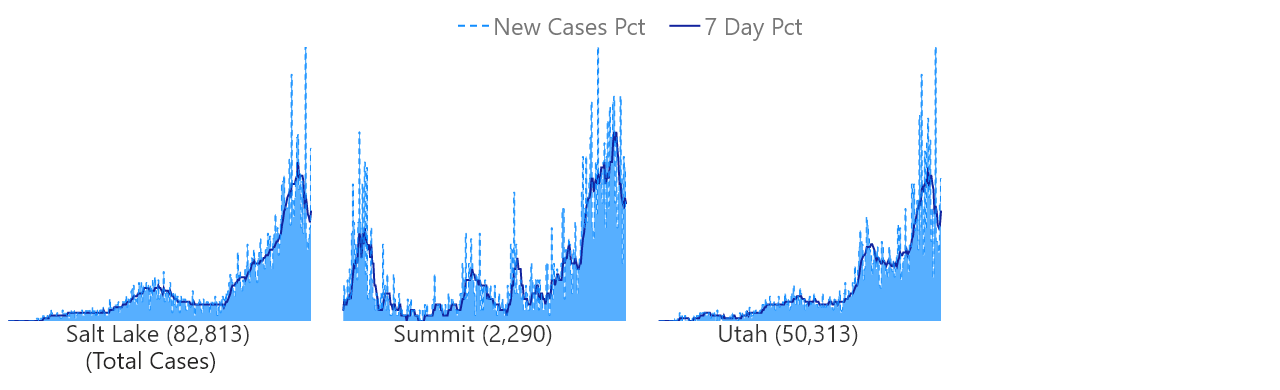 New Cases Pct 7 Day Pct
Salt Lake (82,813) Summit (2,290) Utah (50,313)
(Total Cases)